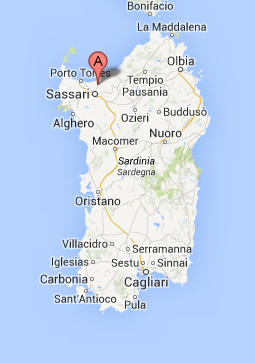 Bonifacio
La Maddalena
Olbia
A
Porto Torres
Tempio
Pausania
Sassari
Ozieri
Buddusò
Alghero
Nuoro
Macomer
Sardinia
Sardegna
Oristano
Villacidro
Serramanna
Iglesias
Sestu
Sinnai
Carbonia
Cagliari
Sant'Antioco
Pula